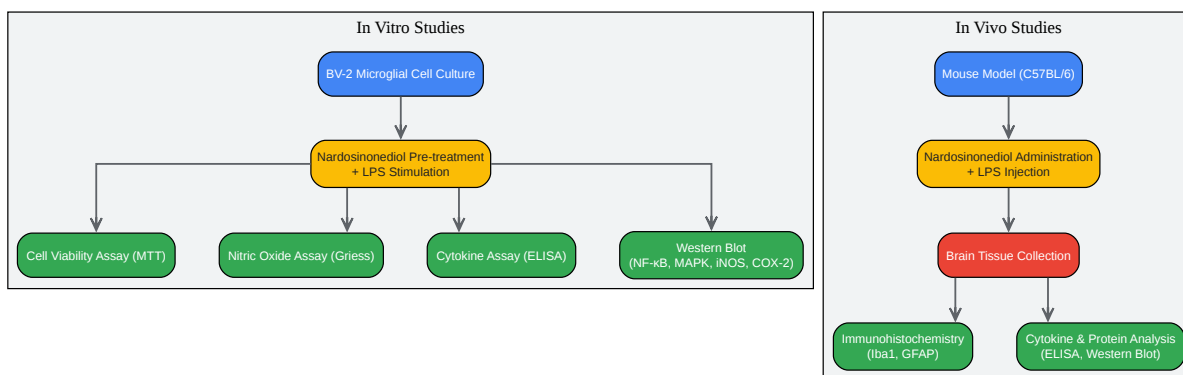 In Vitro Studies
BV-2 Microglial Cell Culture
Nardosinonediol Pre-treatment
+ LPS Stimulation
Cell Viability Assay (MTT)
Nitric Oxide Assay (Griess)
Cytokine Assay (ELISA)
Western Blot
(NF-κB, MAPK, iNOS, COX-2)
In Vivo Studies
Mouse Model (C57BL/6)
Nardosinonediol Administration
+ LPS Injection
Brain Tissue Collection
Immunohistochemistry
(Iba1, GFAP)
Cytokine & Protein Analysis
(ELISA, Western Blot)